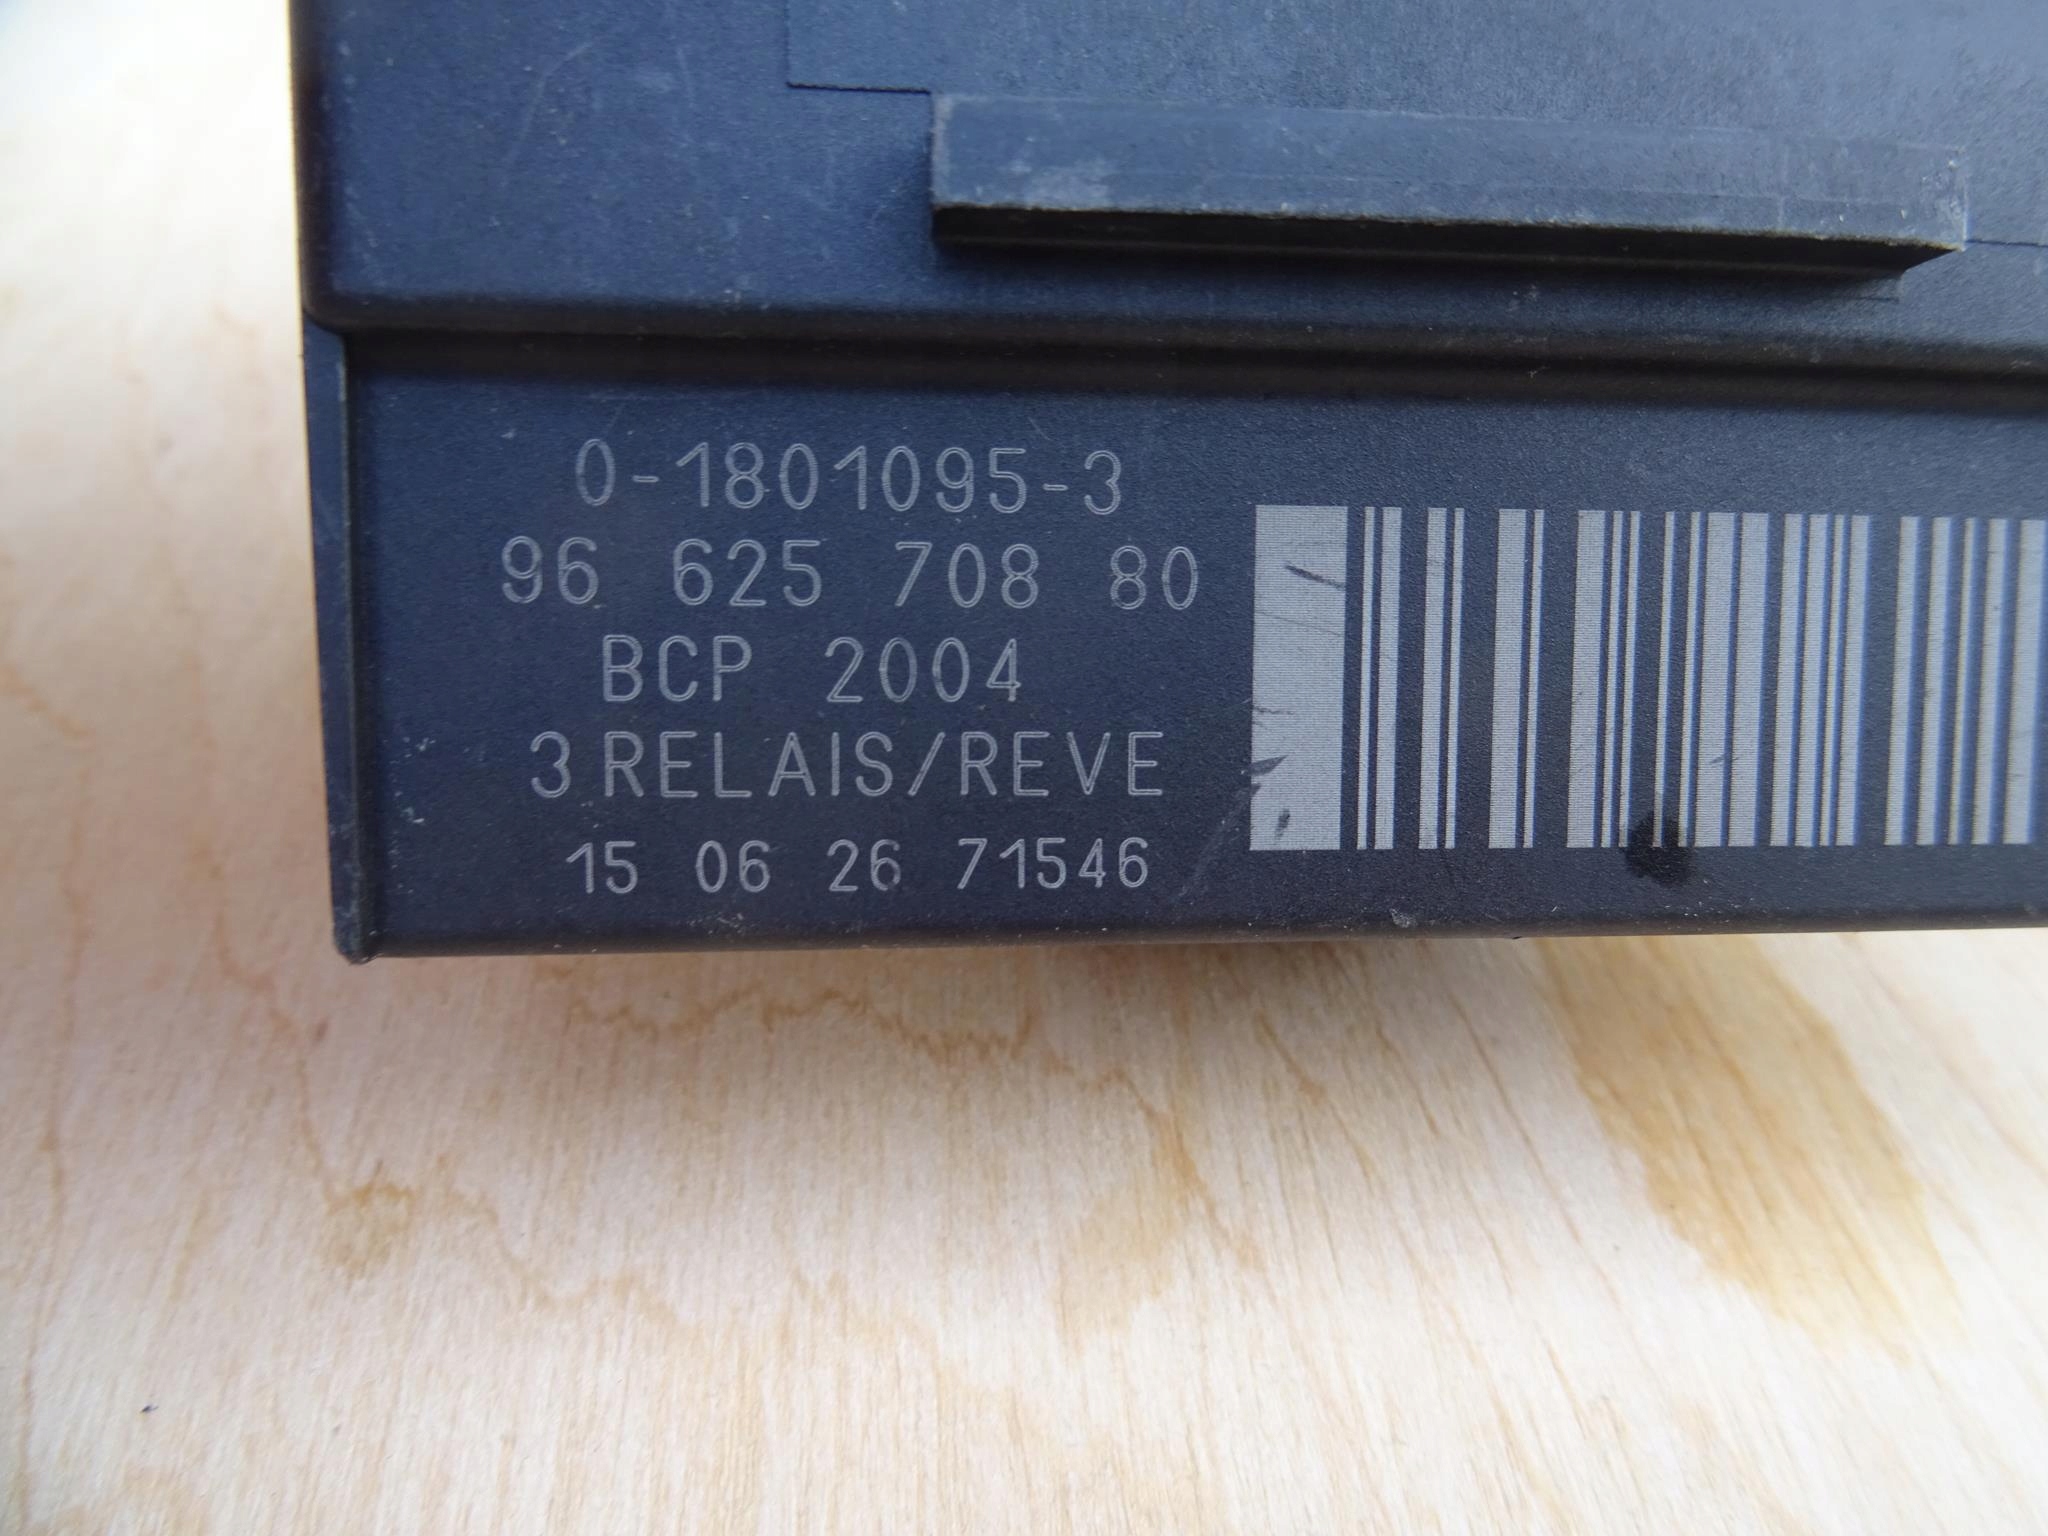 0-1801095-3
96 625 708 80
BCP 2004
3 RELAIS/REVE
15 06 26 71546